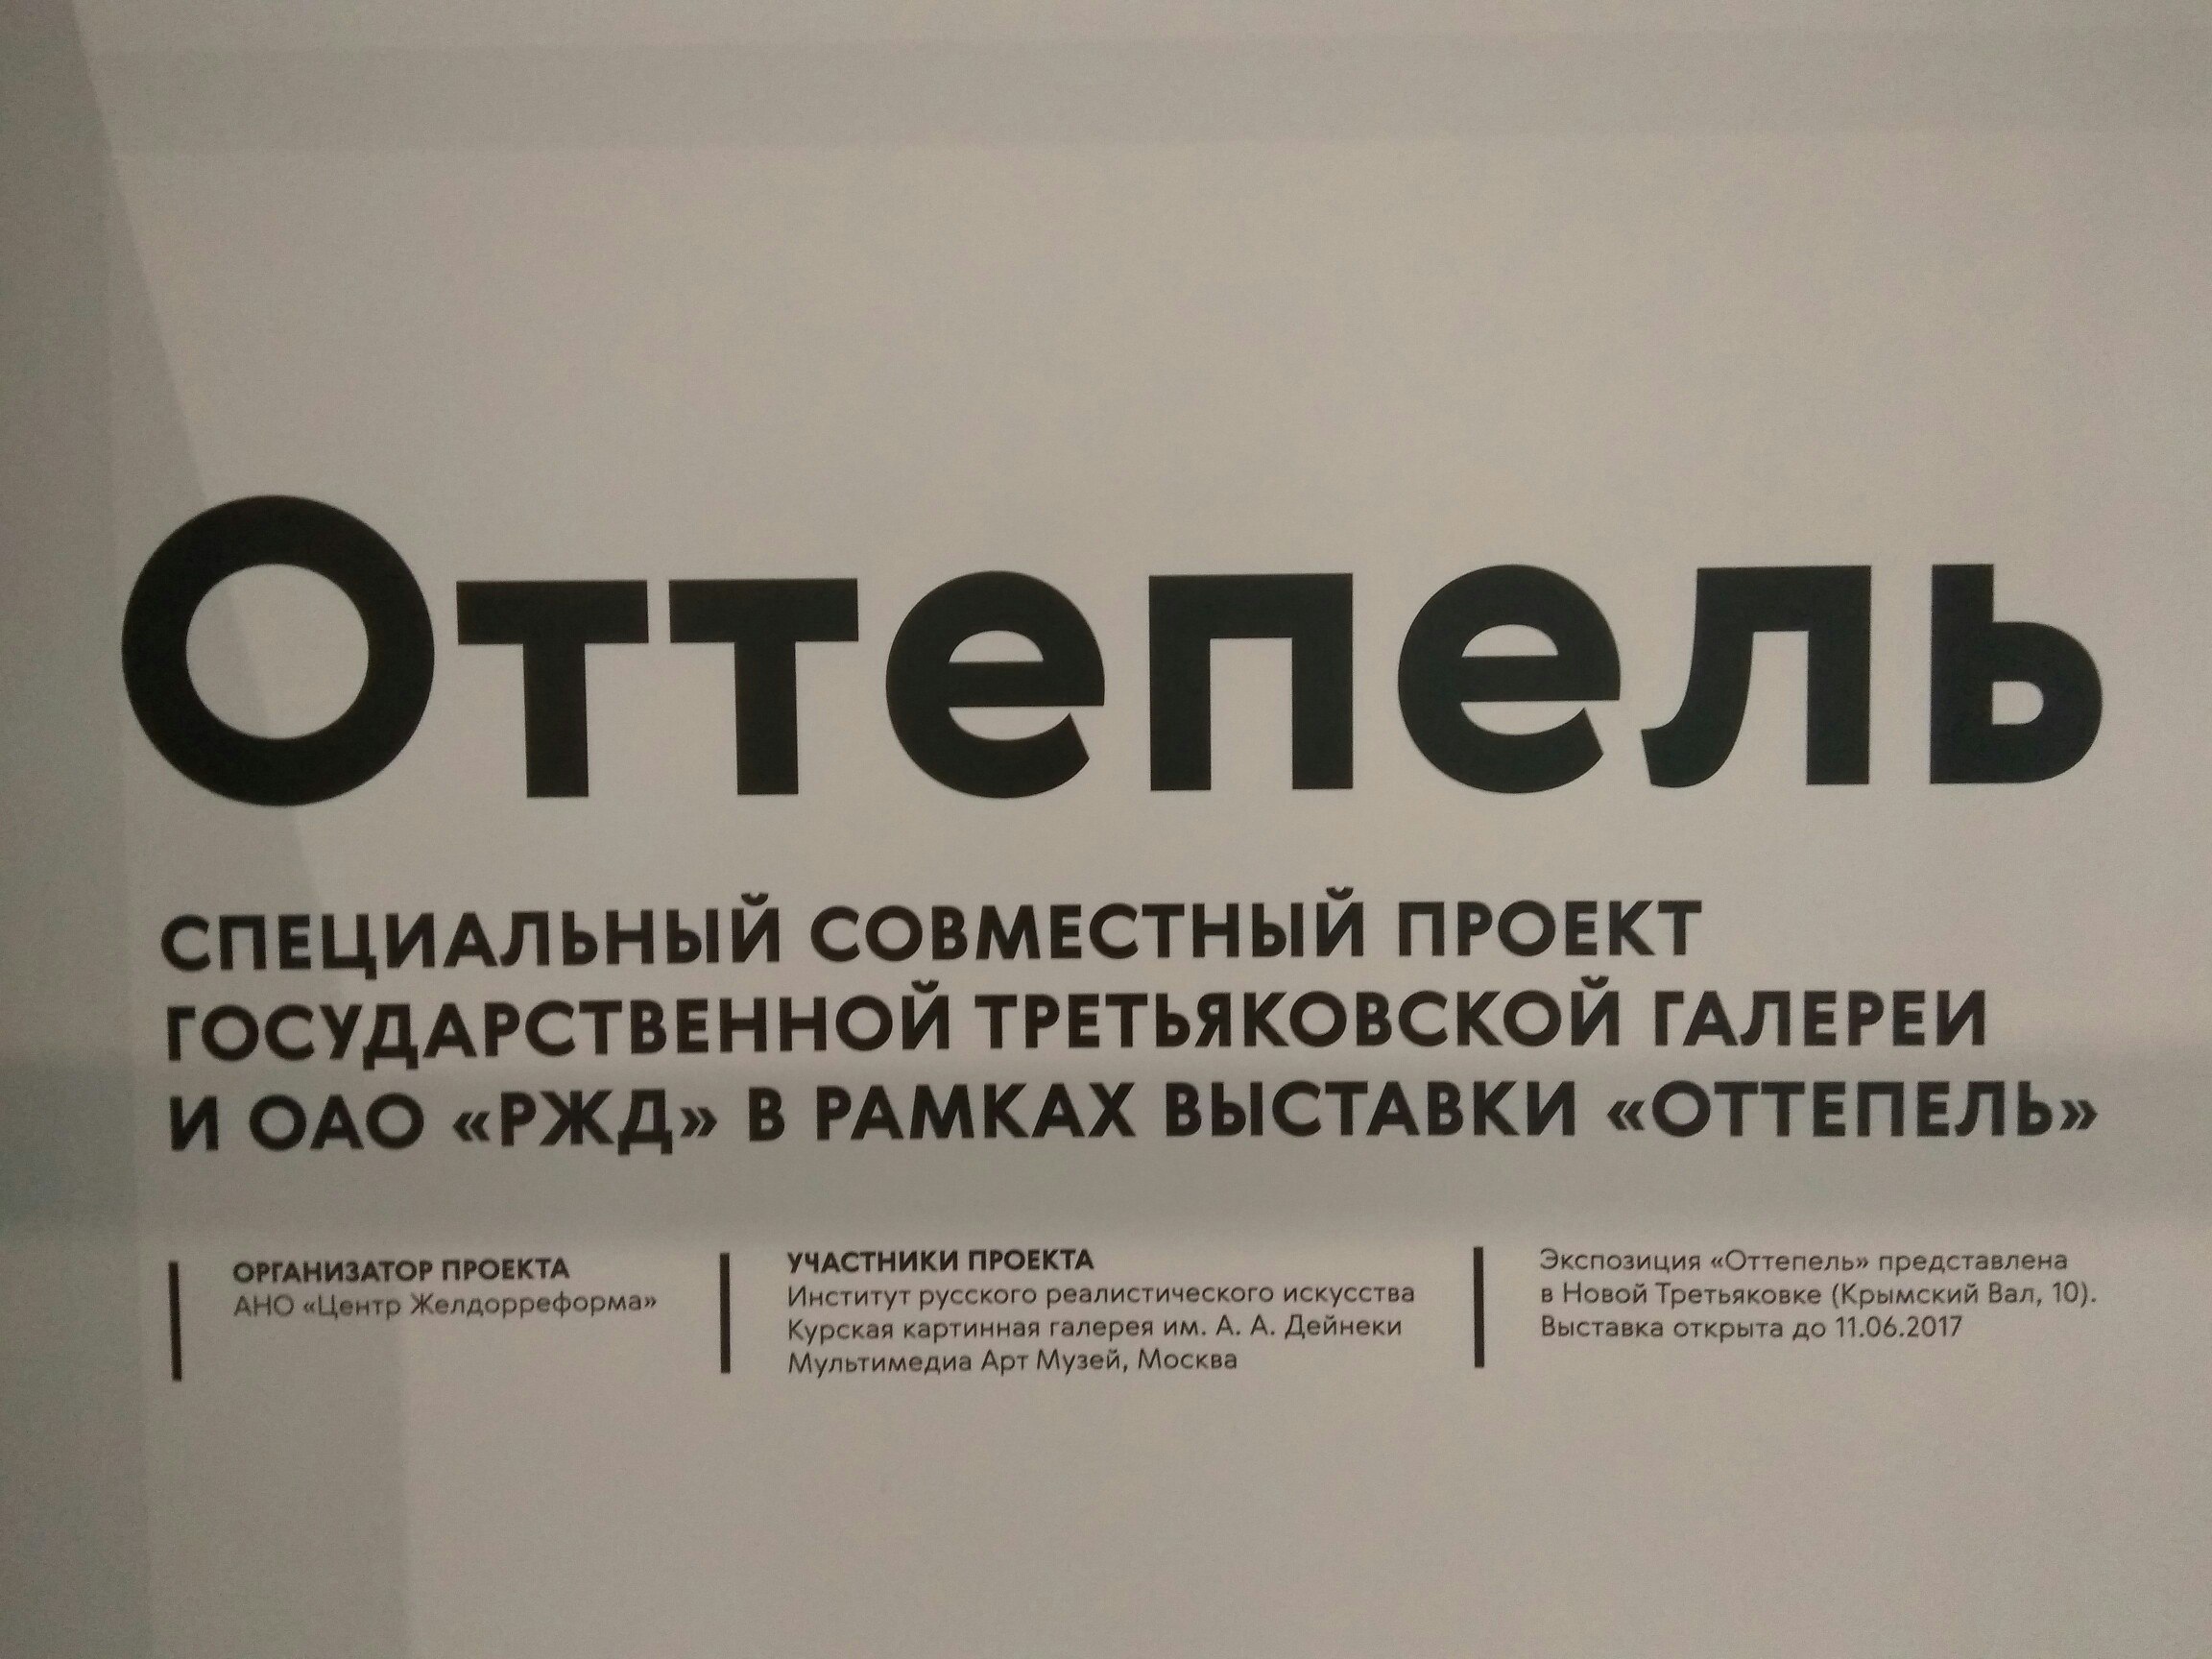 Оттепель
СПЕЦИАЛЬНЫЙ СОВМЕСТНЫЙ ПРОЕКТ
ГОСУДАРСТВЕННОЙ ТРЕТЬЯКОВСКОЙ ГАЛЕРЕИ
И ОАО «РЖД» В РАМКАХ ВЫСТАВКИ «ОТТЕПЕЛЬ»
ОРГАНИЗАТОР ПРОЕКТА
АНО «Центр Желдорреформа»
УЧАСТНИКИ ПРОЕКТА
Институт русского реалистического искусства
Курская картинная галерея им. А. А. Дейнеки
Мультимедиа Арт Музей, Москва
Экспозиция «Оттепель» представлена
в Новой Третьяковке (Крымский Вал, 10).
Выставка открыта до 11.06.2017